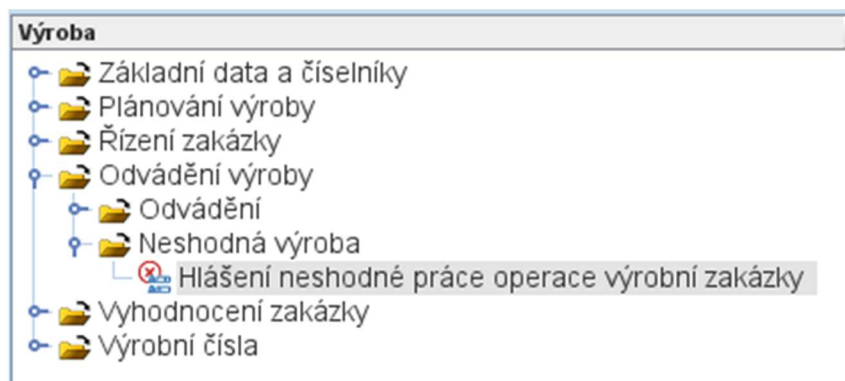 Výroba
Základní data a číselníky
Plánování výroby
Řízení zakázky
Odvádění výroby
Odvádění
Neshodná výroba
Hlášení neshodné práce operace výrobní zakázky
Vyhodnocení zakázky
Výrobní čísla